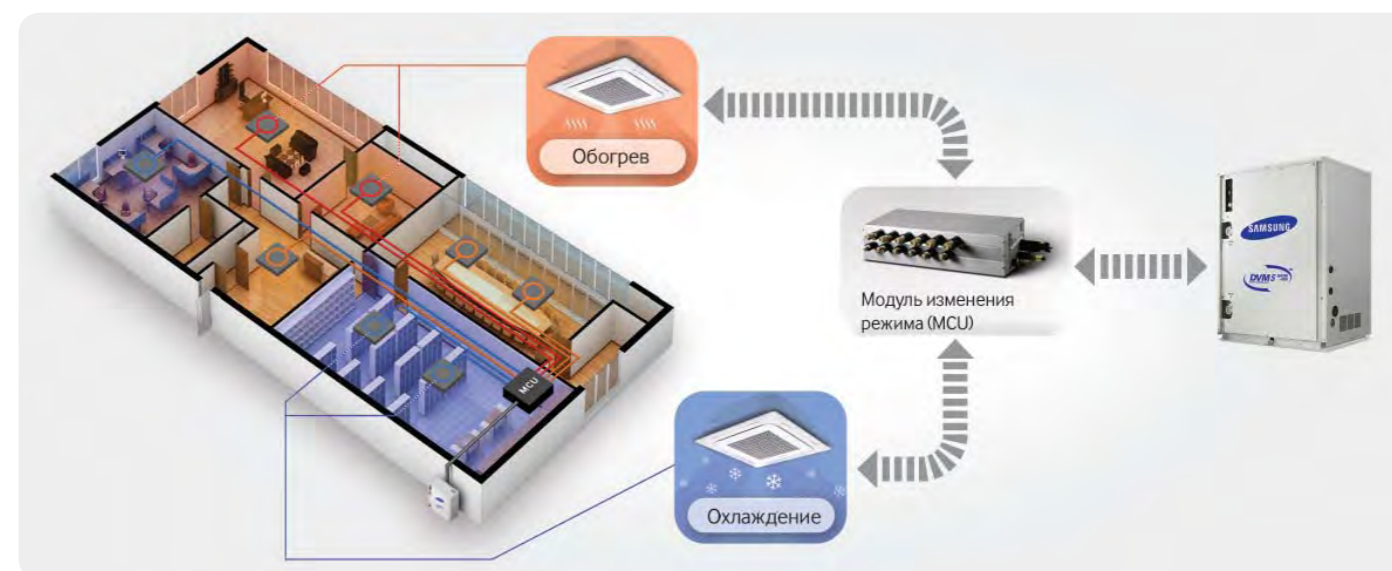 Обогрев
SAMSUNG
DVM S
Модуль изменения
режима (MCU)
MCU
Охлаждение